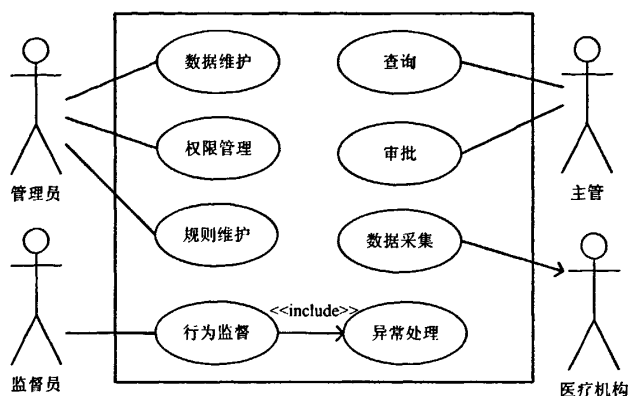 数据维护
查询
权限管理
审批
管理员
主管
规则维护
数据采集
<<include>>
行为监督
异常处理
监督员
医疗机构